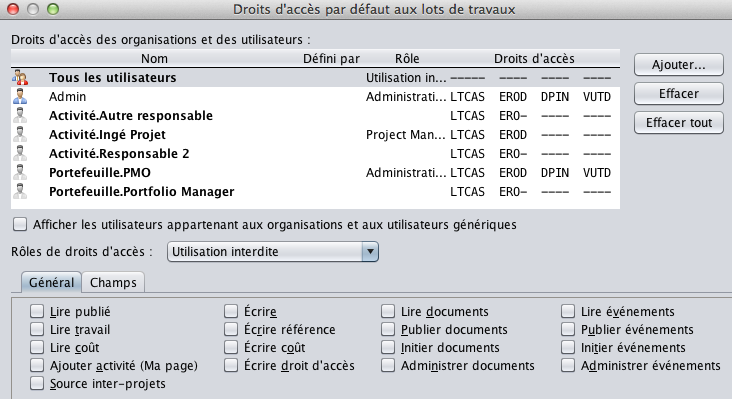 Droits d'accès par défaut aux lots de travaux
Droits d'accès des organisations et des utilisateurs :
Nom Défini par Rôle Droits d'accès
Tous les utilisateurs Utilisation in... ----- ---- ---- ----
Admin Administrati... LTCAS EROD DPIN VUTD
Activité.Autre responsable LTCAS ERO- ---- ----
Activité.Ingé Projet Project Man... LTCAS EROD ---- ----
Activité.Responsable 2 LTCAS ERO- ---- ----
Portefeuille.PMO Administrati... LTCAS EROD DPIN VUTD
Portefeuille.Portfolio Manager LTCAS ERO- ---- ----
Ajouter...
Effacer
Effacer tout
Afficher les utilisateurs appartenant aux organisations et aux utilisateurs génériques
Rôles de droits d'accès : Utilisation interdite
Général Champs
Lire publié Écrire Lire documents Lire événements
Lire travail Écrire référence Publier documents Publier événements
Lire coût Écrire coût Initier documents Initier événements
Ajouter activité (Ma page) Écrire droit d'accès Administrer documents Administrer événements
Source inter-projets